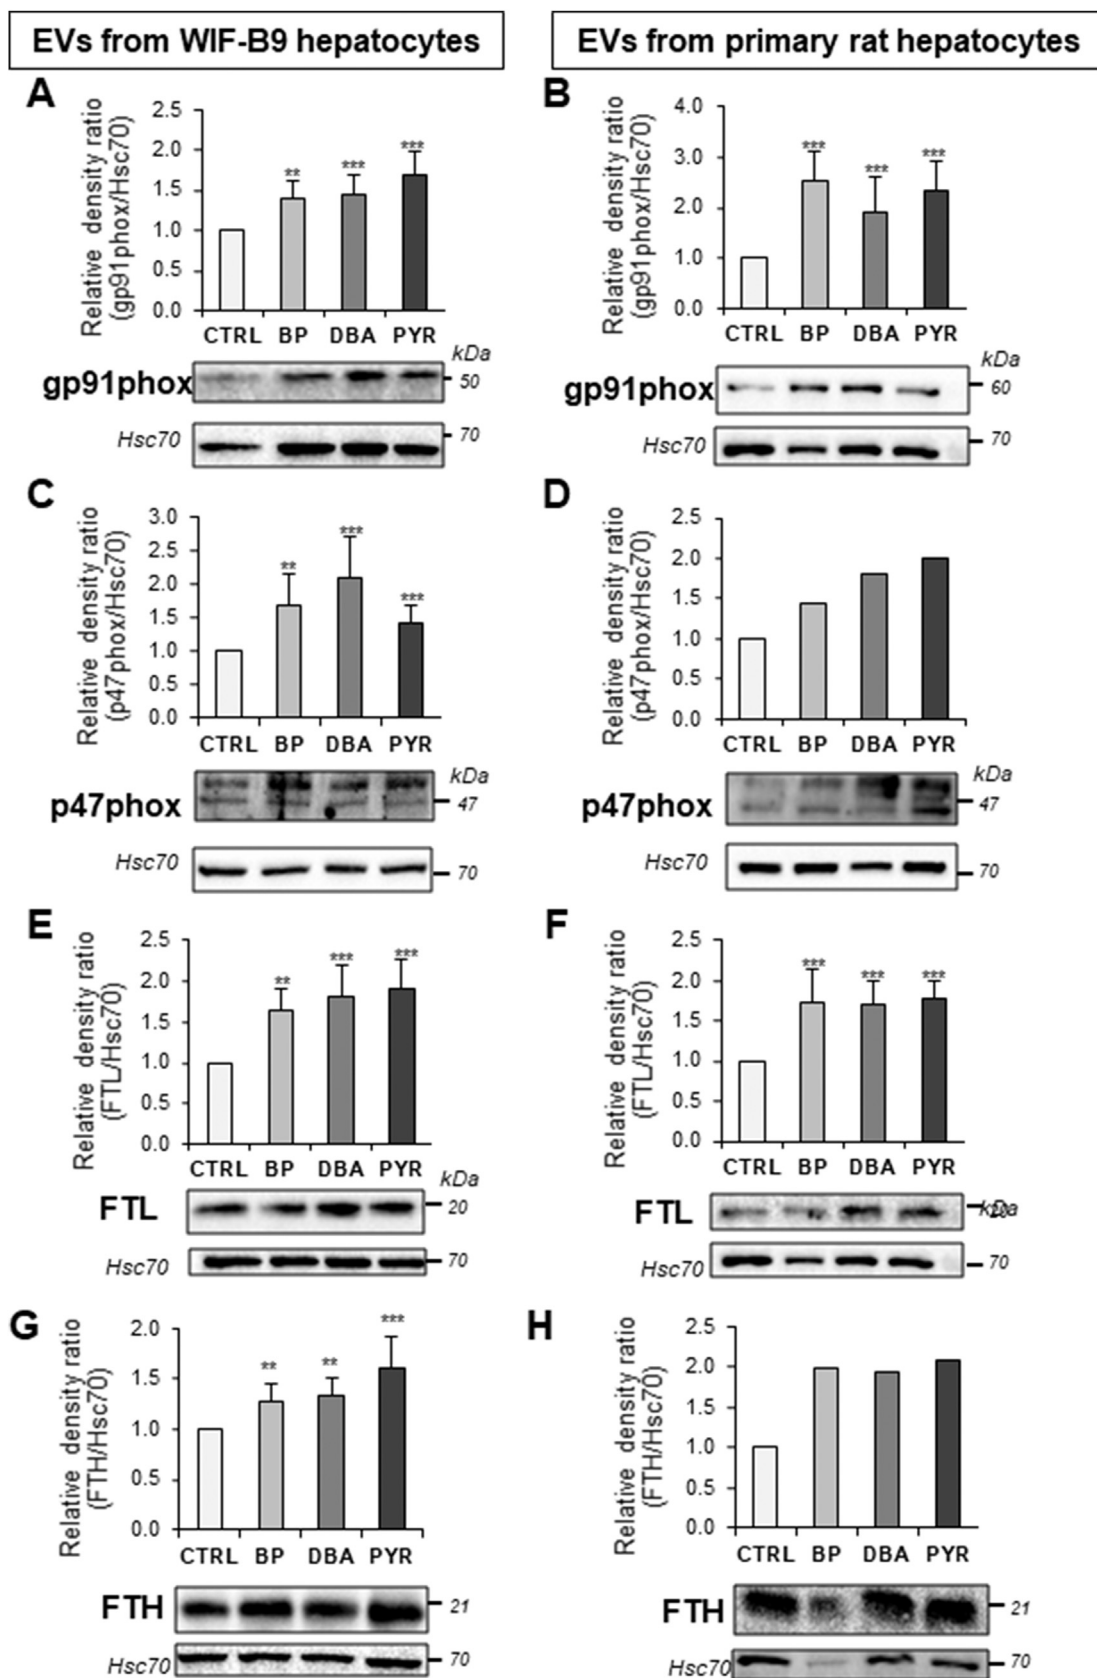 EVs from WIF-B9 hepatocytes
EVs from primary rat hepatocytes
A
Relative density ratio
(gp91phox/Hsc70)
2.5
2.0
1.5
1.0
0.5
0.0
**
***
***
CTRL BP DBA PYR
kDa
gp91phox
50
Hsc70
70
B
Relative density ratio
(gp91phox/Hsc70)
4.0
3.0
2.0
1.0
0.0
***
***
***
CTRL BP DBA PYR
gp91phox
60
Hsc70
70
C
Relative density ratio
(p47phox/Hsc70)
3.0
2.5
2.0
1.5
1.0
0.5
0.0
**
***
***
CTRL BP DBA PYR
kDa
p47phox
47
Hsc70
70
D
Relative density ratio
(p47phox/Hsc70)
2.5
2.0
1.5
1.0
0.5
0.0
CTRL BP DBA PYR
kDa
p47phox
47
Hsc70
70
E
Relative density ratio
(FTL/Hsc70)
2.5
2.0
1.5
1.0
0.5
0.0
**
***
***
CTRL BP DBA PYR
kDa
FTL
20
Hsc70
70
F
Relative density ratio
(FTL/Hsc70)
2.5
2.0
1.5
1.0
0.5
0.0
***
***
***
CTRL BP DBA PYR
FTL
kDa
20
Hsc70
70
G
Relative density ratio
(FTH/Hsc70)
2.0
1.5
1.0
0.5
0.0
**
**
***
CTRL BP DBA PYR
FTH
21
Hsc70
70
H
Relative density ratio
(FTH/Hsc70)
2.5
2.0
1.5
1.0
0.5
0.0
CTRL BP DBA PYR
FTH
21
Hsc70
70